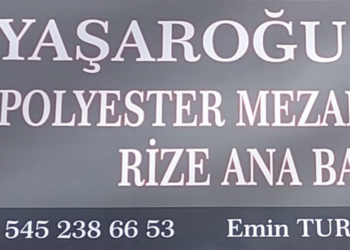 YAŞAROĞU
POLYESTER MEZA
RİZE ANA BA
545 238 66 53 Emin TUR